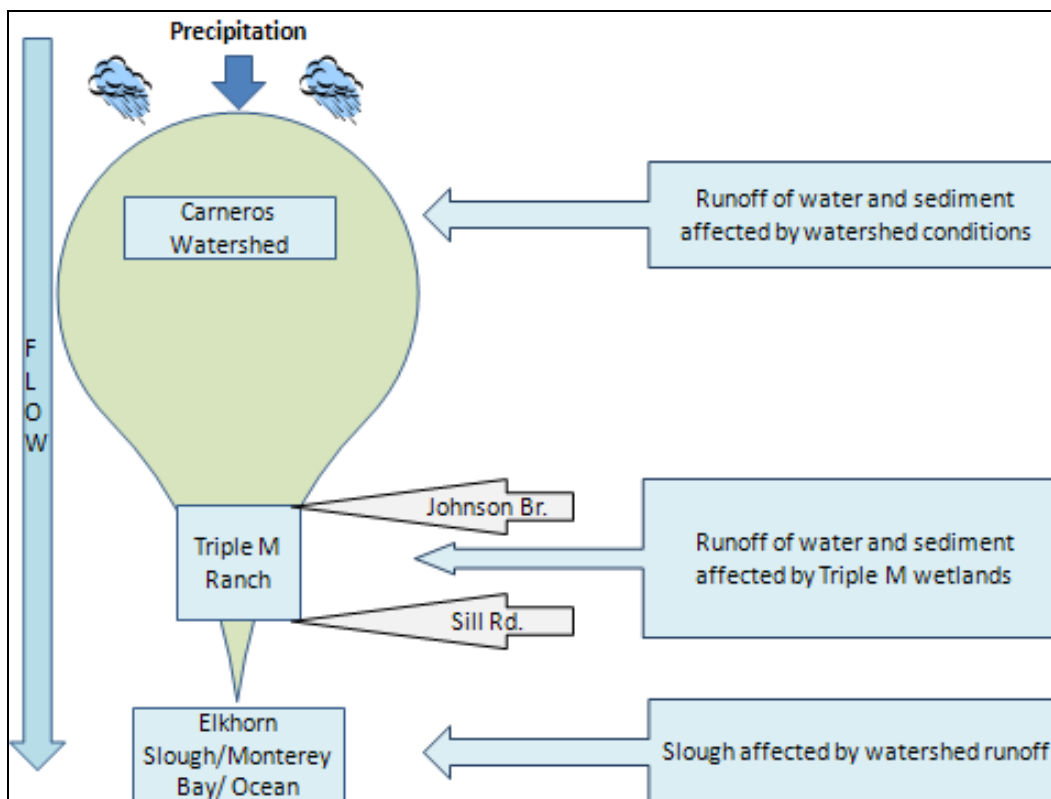 Precipitation
Carneros
Watershed
Runoff of water and sediment
affected by watershed conditions
F
L
O
W
Johnson Br.
Triple M
Ranch
Runoff of water and sediment
affected by Triple M wetlands
Sill Rd.
Elkhorn
Slough/Monterey
Bay/ Ocean
Slough affected by watershed runoff